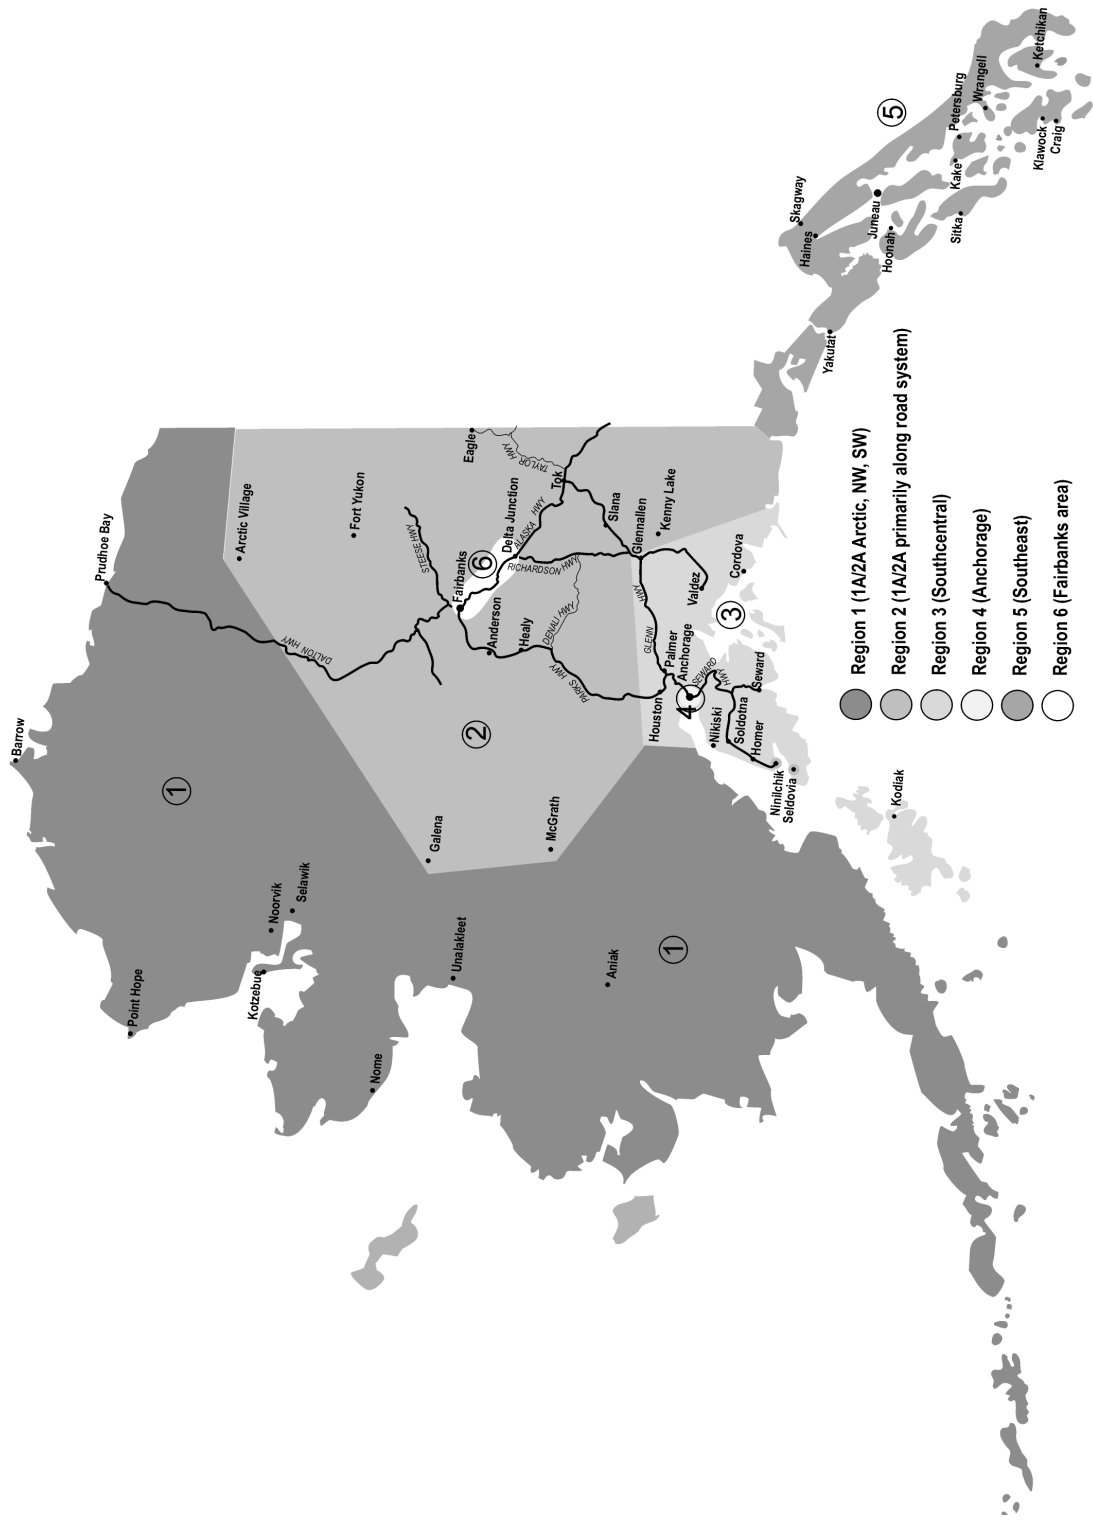 Barrow
Prudhoe Bay
1
Point Hope
Noorvik
Selawik
Kotzebue
Nome
Unalakleet
Aniak
1
DALTON HWY
Arctic Village
Fort Yukon
STEESE HWY
Eagle
TAYLOR
HWY
Fairbanks
6
Delta Junction
ALASKA HWY
Tok
Slana
RICHARDSON HWY
Anderson
Healy
DENALI HWY
PARKS HWY
2
Galena
McGrath
Glennallen
Kenny Lake
GLENN
HWY
Palmer
Anchorage
Houston
4
SEWARD
HWY
Valdez
Cordova
3
Seward
Nikiski
Soldotna
Homer
Ninilchik
Seldovia
Kodiak
Yakutat
Skagway
Haines
Juneau
Hoonah
5
Sitka
Kake
Petersburg
Wrangell
Klawock
Craig
Ketchikan
Region 1 (1A/2A Arctic, NW, SW)
Region 2 (1A/2A primarily along road system)
Region 3 (Southcentral)
Region 4 (Anchorage)
Region 5 (Southeast)
Region 6 (Fairbanks area)